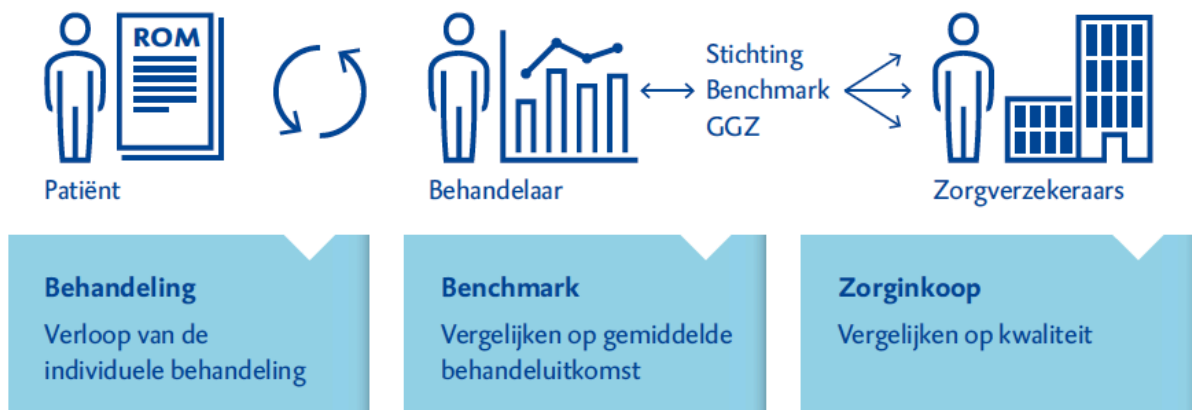 ROM
Patiënt
Behandelaar
Stichting
Benchmark
GGZ
Zorgverzekeraars
Behandeling
Verloop van de
individuele behandeling
Benchmark
Vergelijken op gemiddelde
behandeluitkomst
Zorginkoop
Vergelijken op kwaliteit